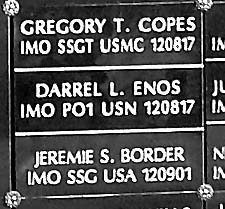 GREGORY T. COPES
IMO SSGT USMC 120817
DARREL L. ENOS
IMO PO1 USN 120817
JEREMIE S. BORDER
IMO SSG USA 120901